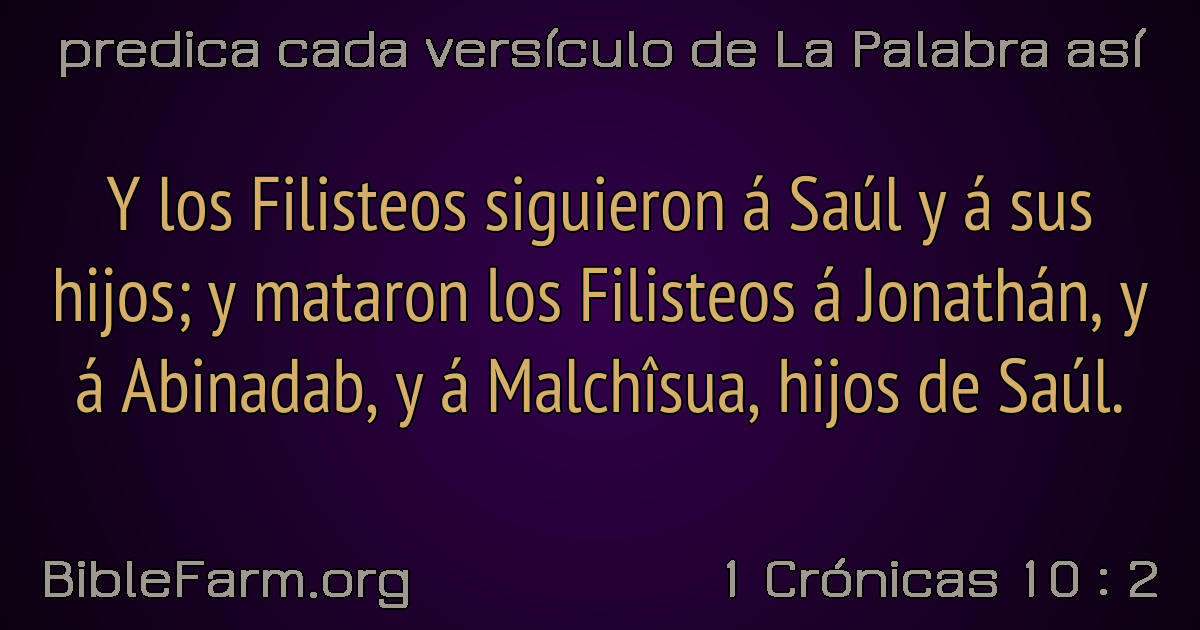 predica cada versículo de La Palabra así
Y los Filisteos siguieron á Saúl y á sus
hijos; y mataron los Filisteos á Jonathán, y
á Abinadab, y á Malchîsua, hijos de Saúl.
BibleFarm.org
1 Crónicas 10 : 2